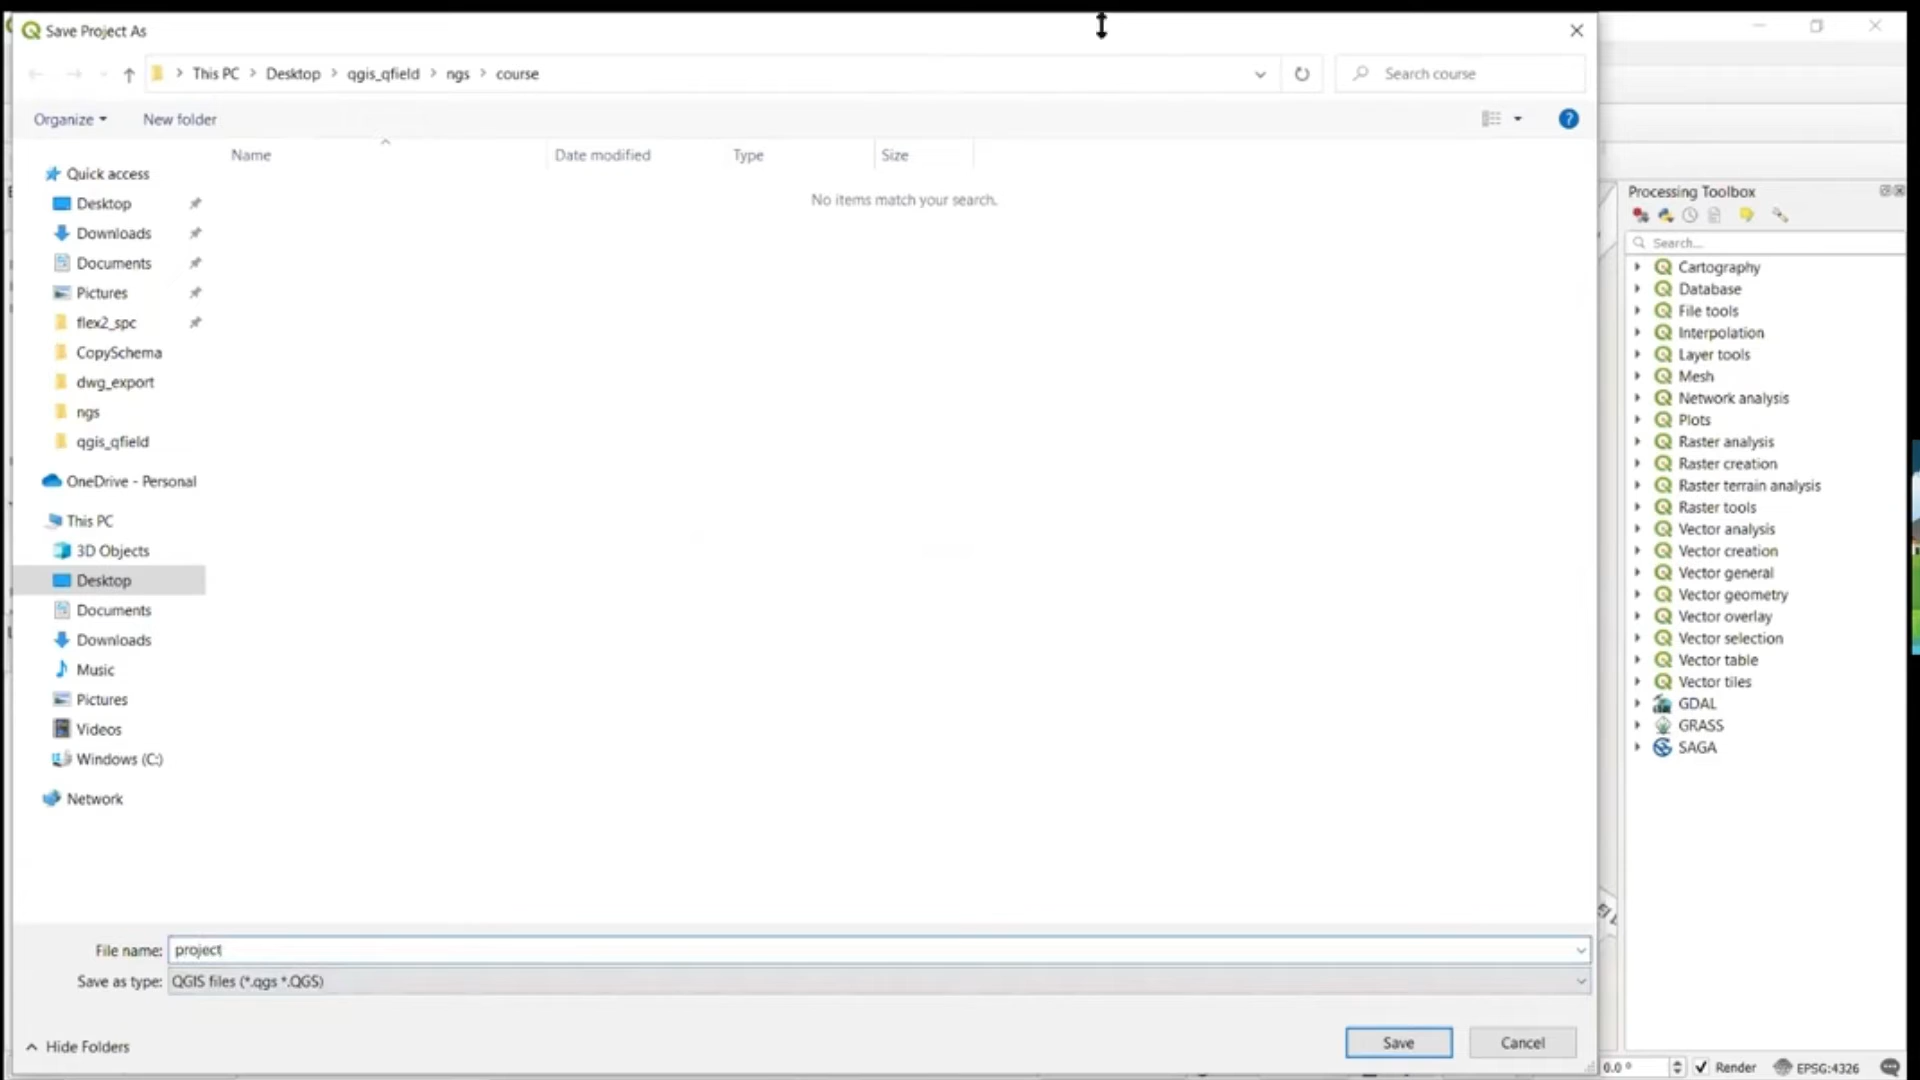 Save Project As
This PC > Desktop > qgis_qfield > ngs > course
Search course
Organize
New folder
Name
Date modified
Type
Size
No items match your search.
Quick access
Desktop
Downloads
Documents
Pictures
flex2_spc
CopySchema
dwg_export
ngs
qgis_qfield
OneDrive - Personal
This PC
3D Objects
Desktop
Documents
Downloads
Music
Pictures
Videos
Windows (C:)
Network
File name: project
Save as type: QGIS files (*.qgs *.QGS)
Hide Folders
Save
Cancel
Processing Toolbox
Search...
Cartography
Database
File tools
Interpolation
Layer tools
Mesh
Network analysis
Plots
Raster analysis
Raster creation
Raster terrain analysis
Raster tools
Vector analysis
Vector creation
Vector general
Vector geometry
Vector overlay
Vector selection
Vector table
Vector tiles
GDAL
GRASS
SAGA
0.0 °
Render
EPSG:4326